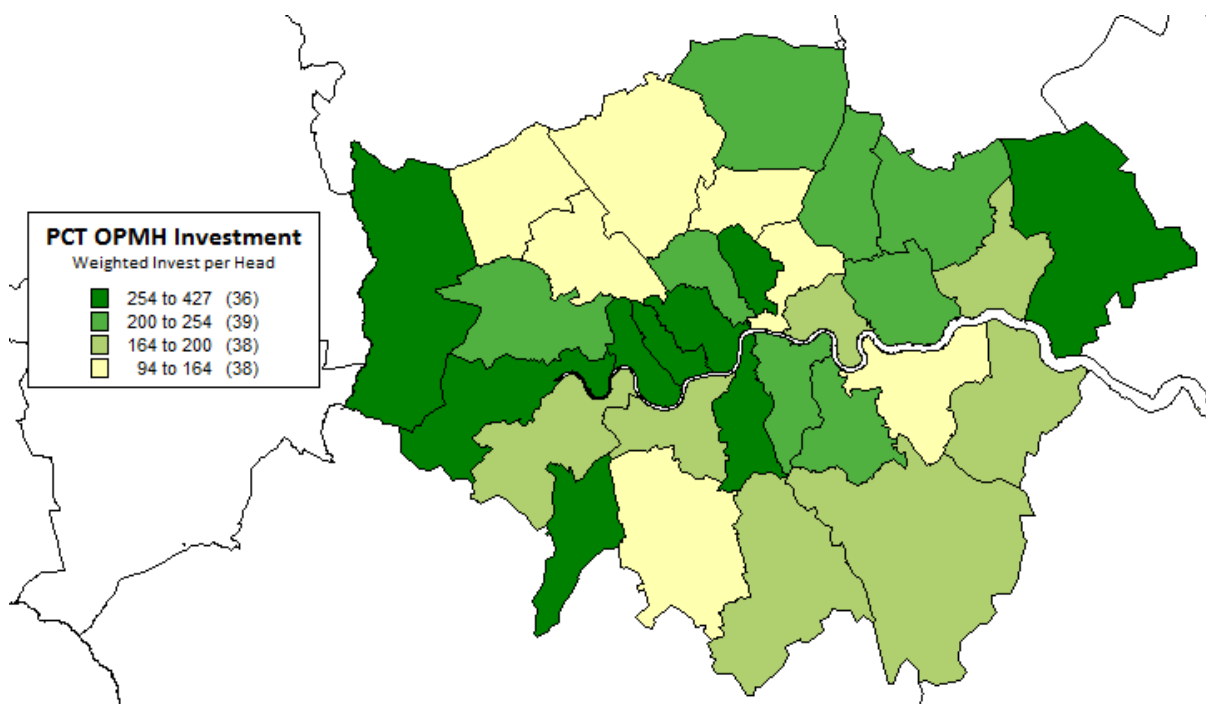 PCT OPMH Investment
Weighted Invest per Head
254 to 427 (36)
200 to 254 (39)
164 to 200 (38)
94 to 164 (38)